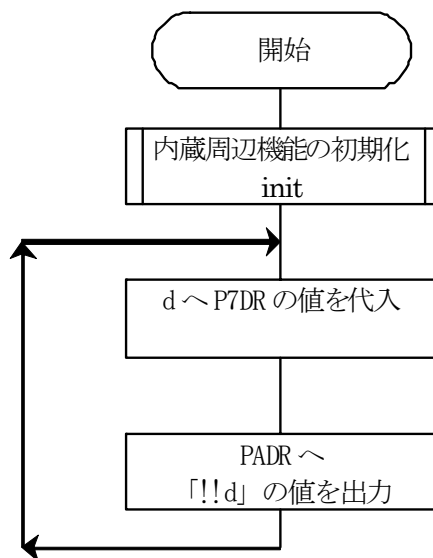 開始
内蔵周辺機能の初期化
init
d へ P7DR の値を代入
PADR へ
「!!d」の値を出力